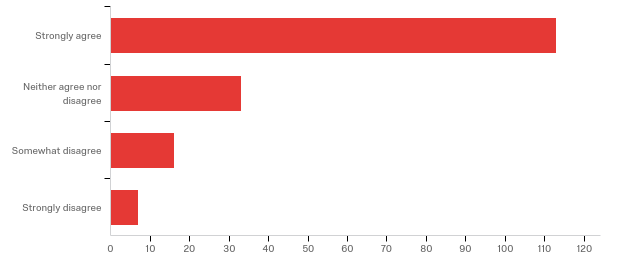 Strongly agree
Neither agree nor
disagree
Somewhat disagree
Strongly disagree
0 10 20 30 40 50 60 70 80 90 100 110 120